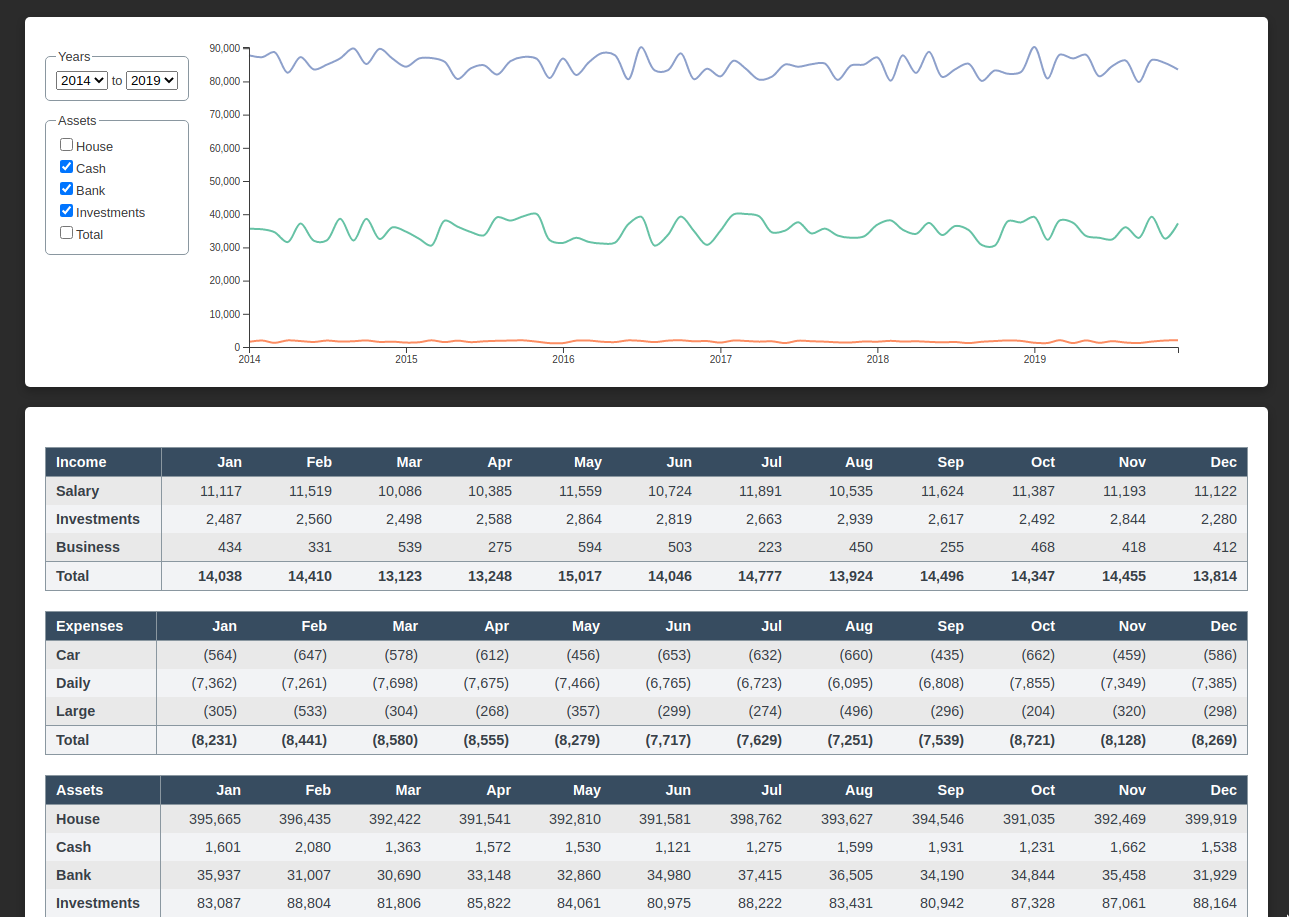 Years
2014 to 2019
Assets
House
Cash
Bank
Investments
Total
90,000
80,000
70,000
60,000
50,000
40,000
30,000
20,000
10,000
0
2014 2015 2016 2017 2018 2019
Income Jan Feb Mar Apr May Jun Jul Aug Sep Oct Nov Dec
Salary 11,117 11,519 10,086 10,385 11,559 10,724 11,891 10,535 11,624 11,387 11,193 11,122
Investments 2,487 2,560 2,498 2,588 2,864 2,819 2,663 2,939 2,617 2,492 2,844 2,280
Business 434 331 539 275 594 503 223 450 255 468 418 412
Total 14,038 14,410 13,123 13,248 15,017 14,046 14,777 13,924 14,496 14,347 14,455 13,814
Expenses Jan Feb Mar Apr May Jun Jul Aug Sep Oct Nov Dec
Car (564) (647) (578) (612) (456) (653) (632) (660) (435) (662) (459) (586)
Daily (7,362) (7,261) (7,698) (7,675) (7,466) (6,765) (6,723) (6,095) (6,808) (7,855) (7,349) (7,385)
Large (305) (533) (304) (268) (357) (299) (274) (496) (296) (204) (320) (298)
Total (8,231) (8,441) (8,580) (8,555) (8,279) (7,717) (7,629) (7,251) (7,539) (8,721) (8,128) (8,269)
Assets Jan Feb Mar Apr May Jun Jul Aug Sep Oct Nov Dec
House 395,665 396,435 392,422 391,541 392,810 391,581 398,762 393,627 394,546 391,035 392,469 399,919
Cash 1,601 2,080 1,363 1,572 1,530 1,121 1,275 1,599 1,931 1,231 1,662 1,538
Bank 35,937 31,007 30,690 33,148 32,860 34,980 37,415 36,505 34,190 34,844 35,458 31,929
Investments 83,087 88,804 81,806 85,822 84,061 80,975 88,222 83,431 80,942 87,328 87,061 88,164